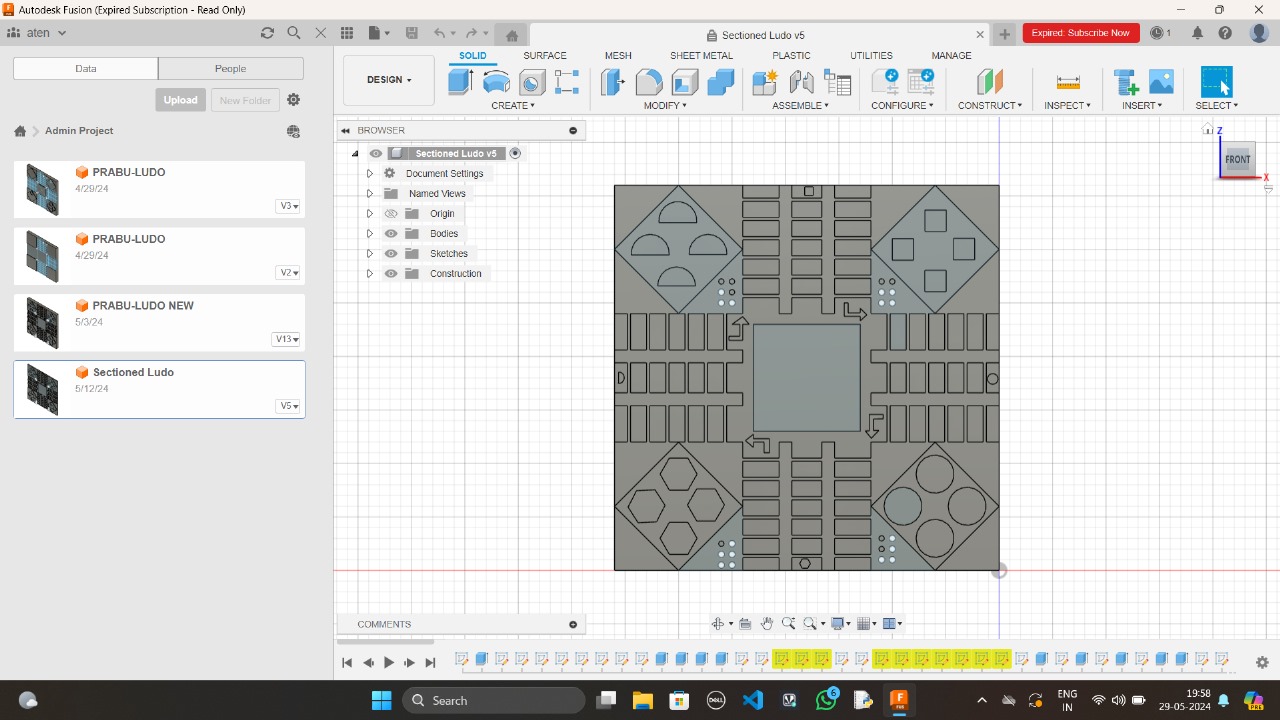 Autodesk Fusion (Expired Subscription - Read Only)
aten
Sectioned Ludo v5
Expired: Subscribe Now
1
Data
People
Upload
New Folder
Admin Project
PRABU-LUDO
4/29/24
V3
PRABU-LUDO
4/29/24
V2
PRABU-LUDO NEW
5/3/24
V13
Sectioned Ludo
5/12/24
V5
DESIGN
SOLID
SURFACE
MESH
SHEET METAL
PLASTIC
UTILITIES
MANAGE
CREATE
MODIFY
ASSEMBLE
CONFIGURE
CONSTRUCT
INSPECT
INSERT
SELECT
BROWSER
Sectioned Ludo v5
Document Settings
Named Views
Origin
Bodies
Sketches
Construction
Z
FRONT
X
COMMENTS
Search
DELL
6
FUS
ENG
IN
19:58
29-05-2024
PRE